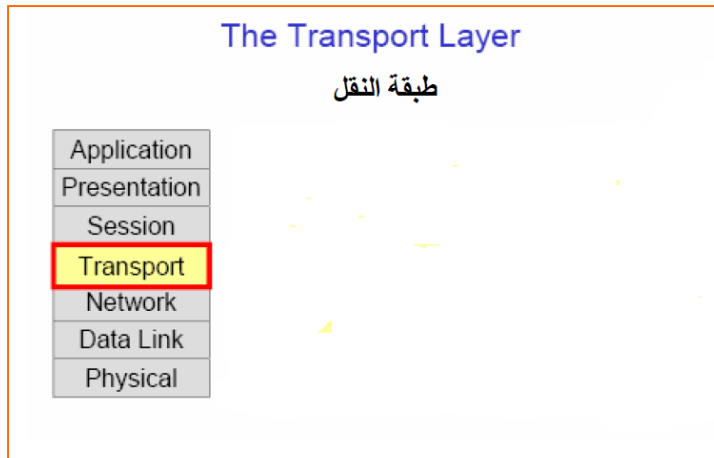 The Transport Layer
طبقة النقل
Application
Presentation
Session
Transport
Network
Data Link
Physical